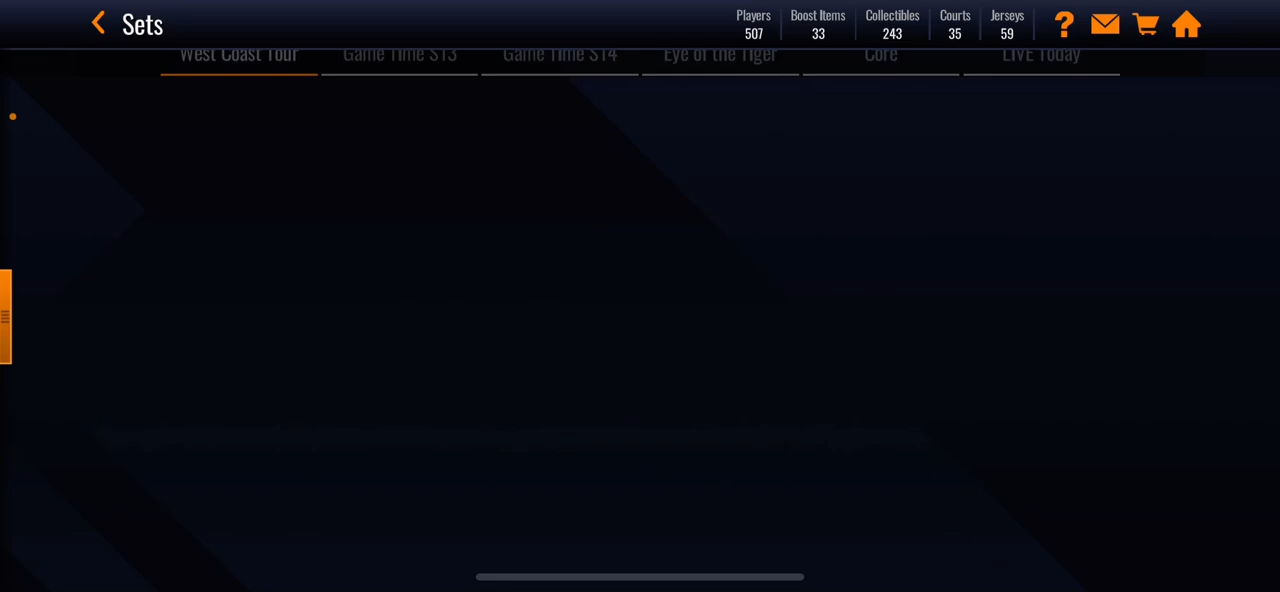 Sets
Players Boost Items Collectibles Courts Jerseys
507 33 243 35 59
West Coast Tour Game Time S13 Game Time S14 Eye of the Tiger Core LIVE Today